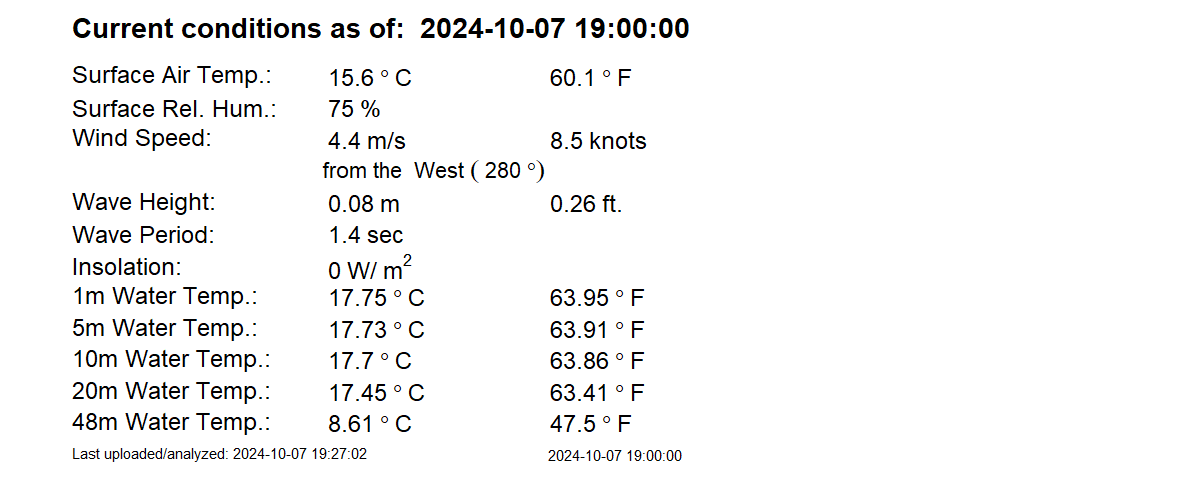 Current conditions as of:  2024-10-07 19:00:00
Surface Air Temp.: 15.6 ° C 60.1 ° F
Surface Rel. Hum.: 75 %
Wind Speed: 4.4 m/s 8.5 knots
from the  West ( 280 °)
Wave Height: 0.08 m 0.26 ft.
Wave Period: 1.4 sec
Insolation: 0 W/ m²
1m Water Temp.: 17.75 ° C 63.95 ° F
5m Water Temp.: 17.73 ° C 63.91 ° F
10m Water Temp.: 17.7 ° C 63.86 ° F
20m Water Temp.: 17.45 ° C 63.41 ° F
48m Water Temp.: 8.61 ° C 47.5 ° F
Last uploaded/analyzed: 2024-10-07 19:27:02 2024-10-07 19:00:00